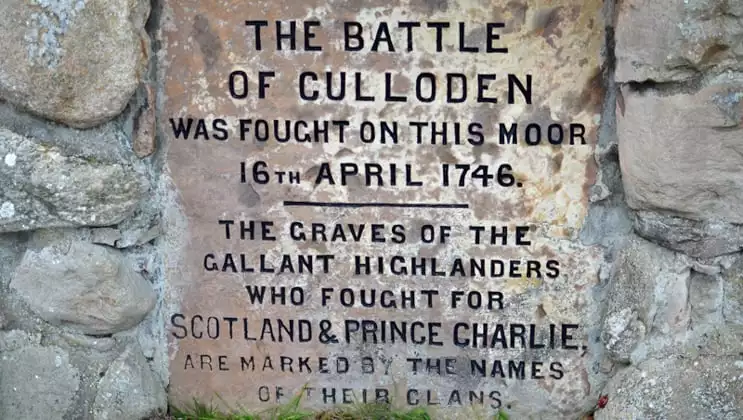 THE BATTLE
OF CULLODEN
WAS FOUGHT ON THIS MOOR
16TH APRIL 1746.
THE GRAVES OF THE
GALLANT HIGHLANDERS
WHO FOUGHT FOR
SCOTLAND & PRINCE CHARLIE,
ARE MARKED BY THE NAMES
OF THEIR CLANS.